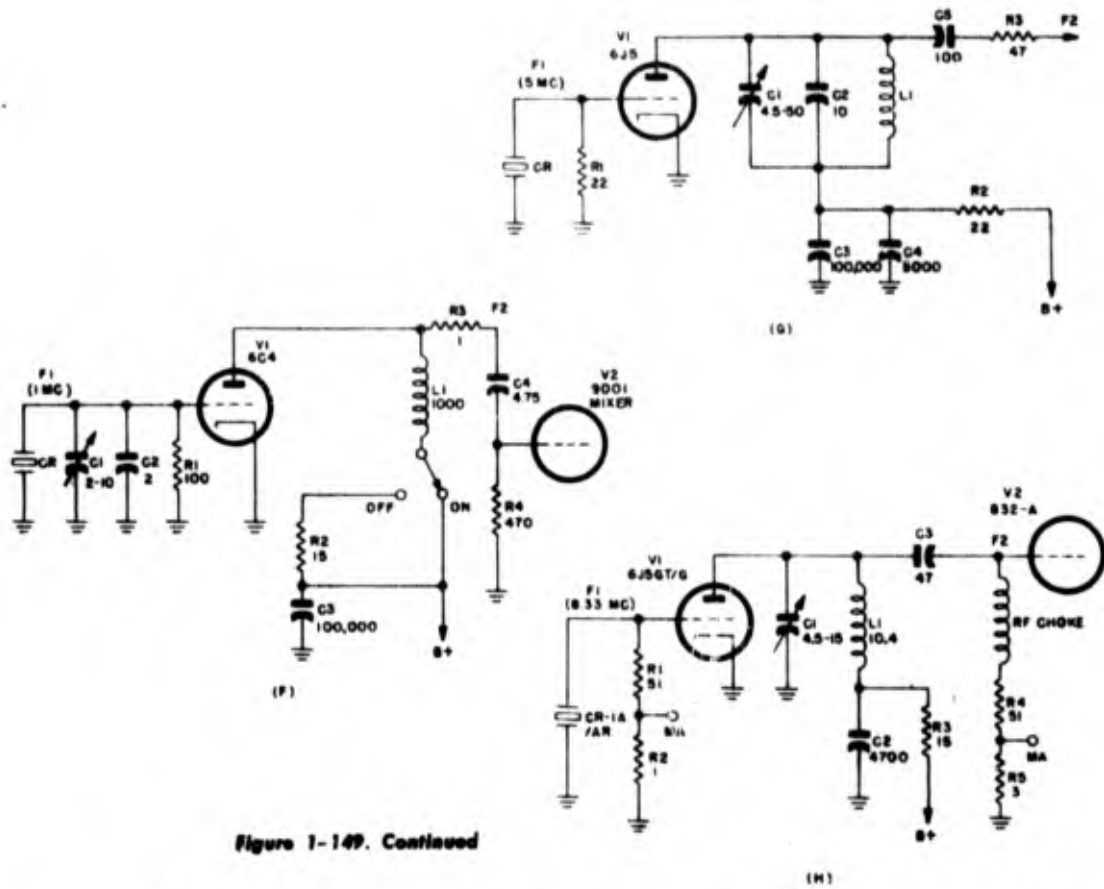 V1
6J5
F1
(5 MC)
CR
R1
22
C1
4.5-50
C2
10
L1
C5
100
R3
47
F2
R2
22
C3
100,000
C4
5000
B+
(G)
F1
(1 MC)
V1
6C4
CR
C1
2-10
C2
2
R1
100
R3
1
F2
L1
1000
C4
4.75
V2
9001
MIXER
OFF
ON
R2
15
R4
470
C3
100,000
B+
(F)
F1
(8.33 MC)
V1
6J5GT/G
CR-1A
/AR
R1
51
R2
1
C1
4.5-15
L1
10.4
C2
4700
R3
15
B+
C3
47
F2
V2
832-A
RF CHOKE
R4
51
MA
R5
3
(H)
Figure 1-149. Continued